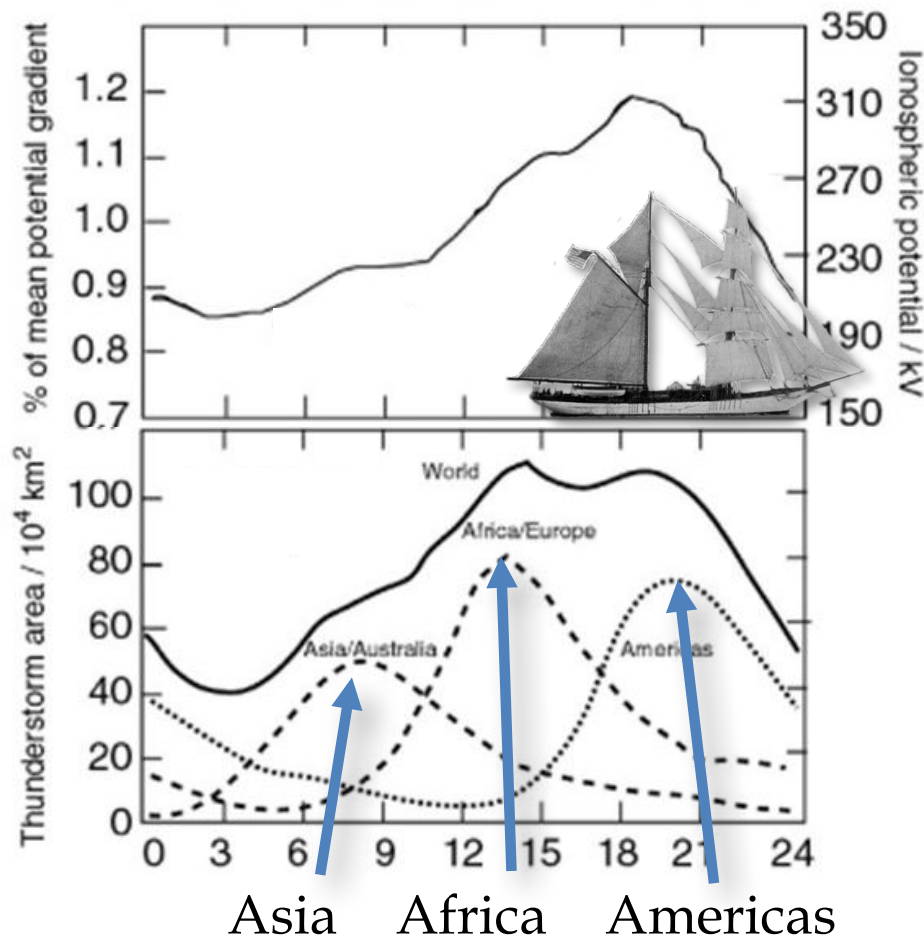 % of mean potential gradient
1.2
1.1
1.0
0.9
0.8
0.7
350
310
270
230
190
150
Ionospheric potential / kV
Thunderstorm area / 10⁴ km²
100
80
60
40
20
0
World
Africa/Europe
Asia/Australia
Americas
0 3 6 9 12 15 18 21 24
Asia Africa Americas